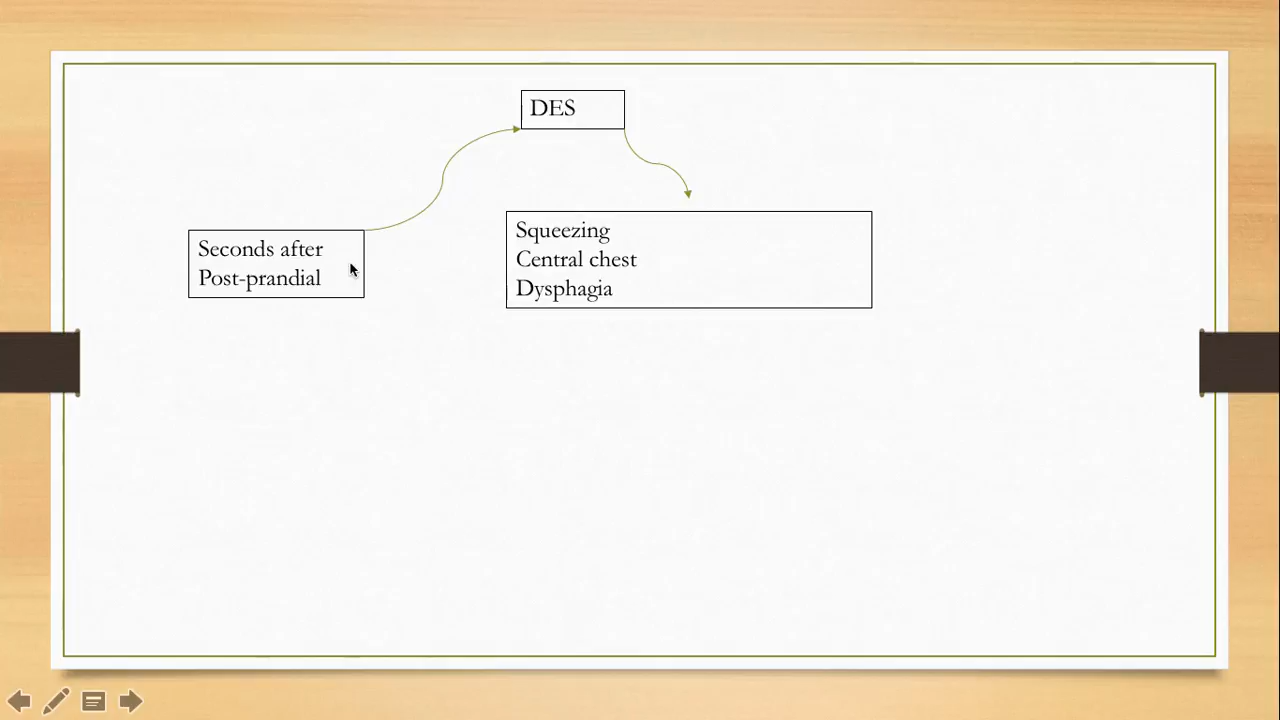 DES
Seconds after
Post-prandial
Squeezing
Central chest
Dysphagia